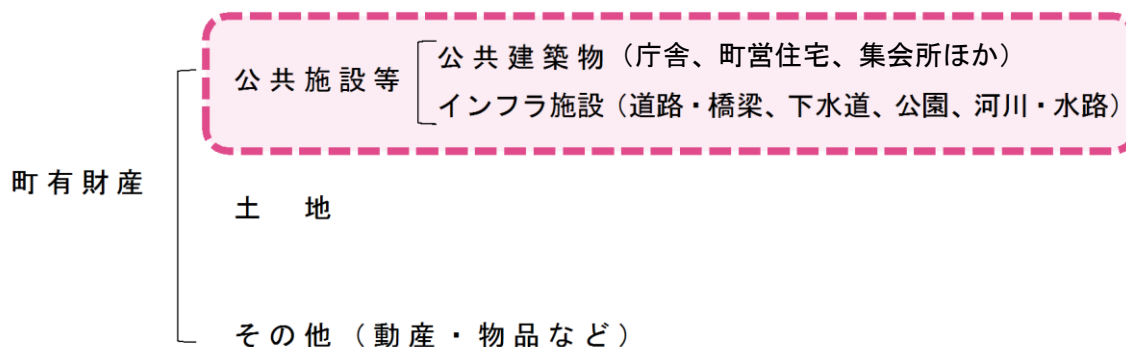 公共施設等
公共建築物（庁舎、町営住宅、集会所ほか）
インフラ施設（道路・橋梁、下水道、公園、河川・水路）
町有財産
土　地
その他（動産・物品など）